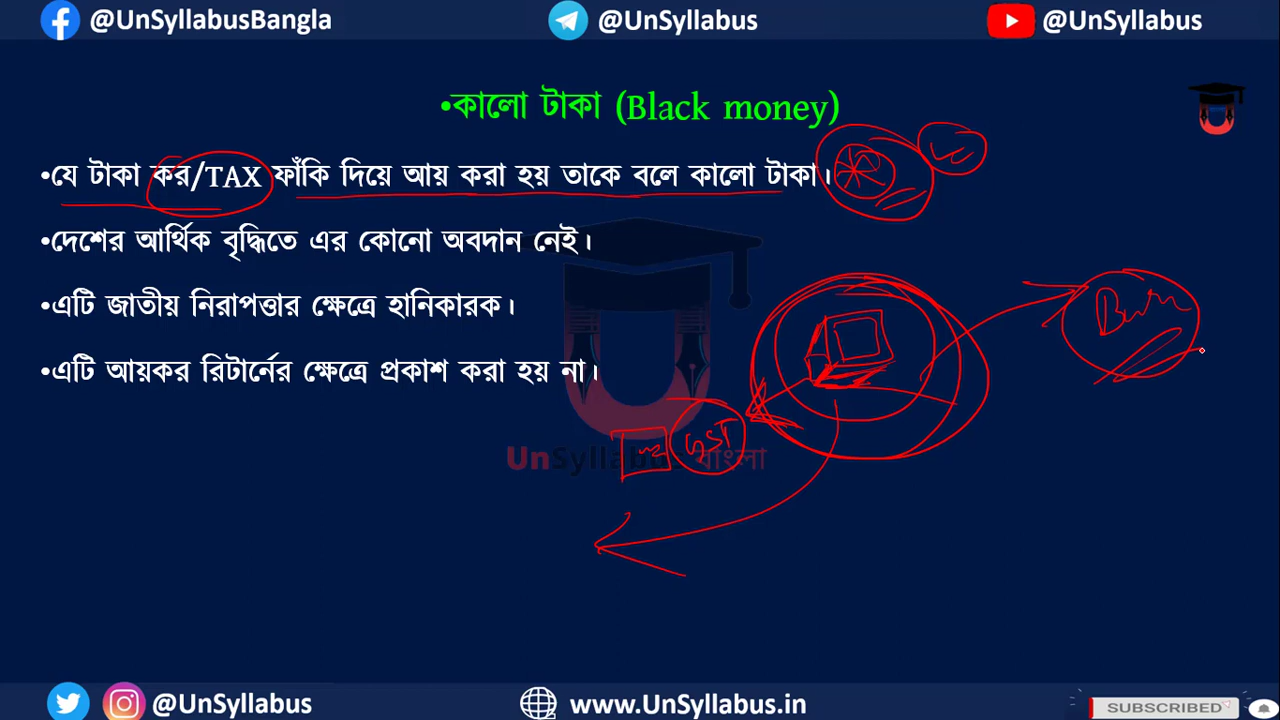 @UnSyllabusBangla @UnSyllabus @UnSyllabus
•কালো টাকা (Black money)
•যে টাকা কর/TAX ফাঁকি দিয়ে আয় করা হয় তাকে বলে কালো টাকা।
•দেশের আর্থিক বৃদ্ধিতে এর কোনো অবদান নেই।
•এটি জাতীয় নিরাপত্তার ক্ষেত্রে হানিকারক।
•এটি আয়কর রিটার্নের ক্ষেত্রে প্রকাশ করা হয় না।
GST
UnSyllabus বাংলা
@UnSyllabus www.UnSyllabus.in SUBSCRIBED